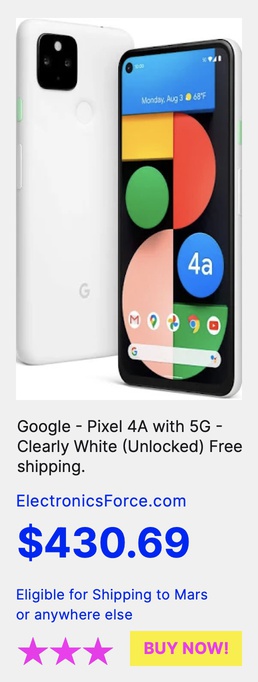 Monday, Aug 3 68°F
4a
G
Google - Pixel 4A with 5G -
Clearly White (Unlocked) Free
shipping.
ElectronicsForce.com
$430.69
Eligible for Shipping to Mars
or anywhere else
BUY NOW!